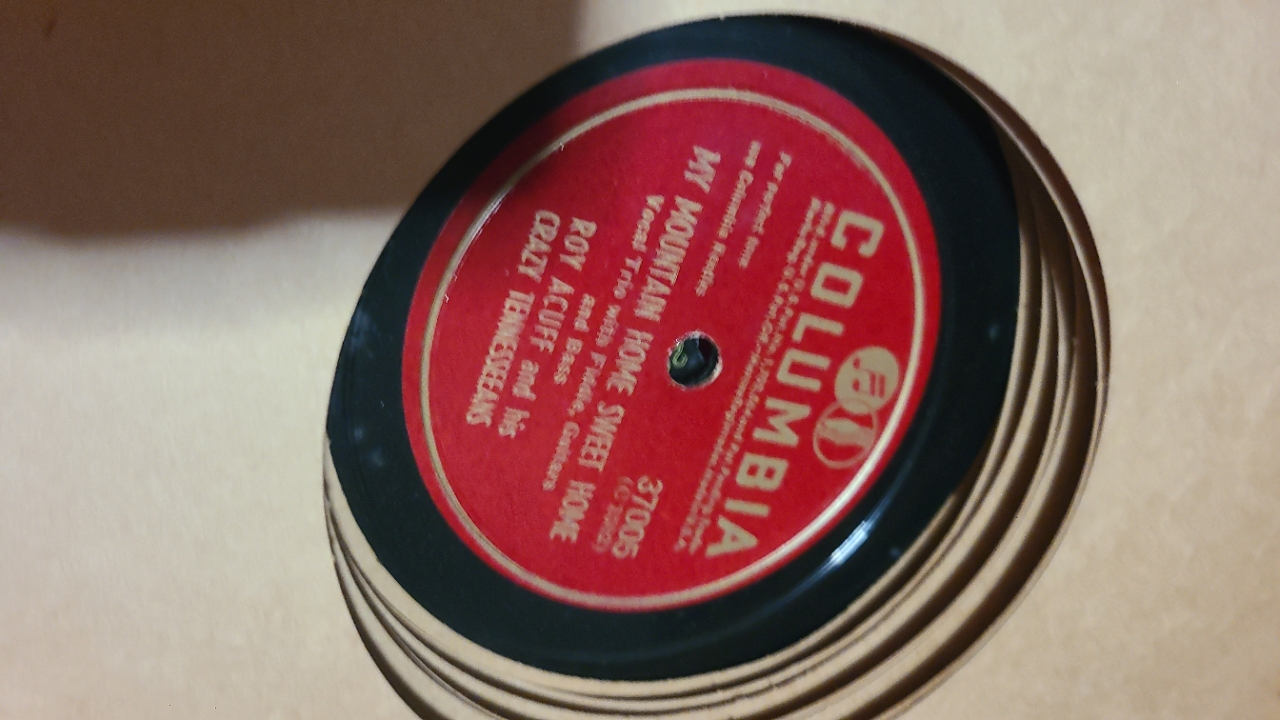 COLUMBIA
For perfect tone
use Columbia Needles
37005
MY MOUNTAIN HOME SWEET HOME
Vocal Trio with Fiddle, Guitars
and Bass
ROY ACUFF and his
CRAZY TENNESSEEANS